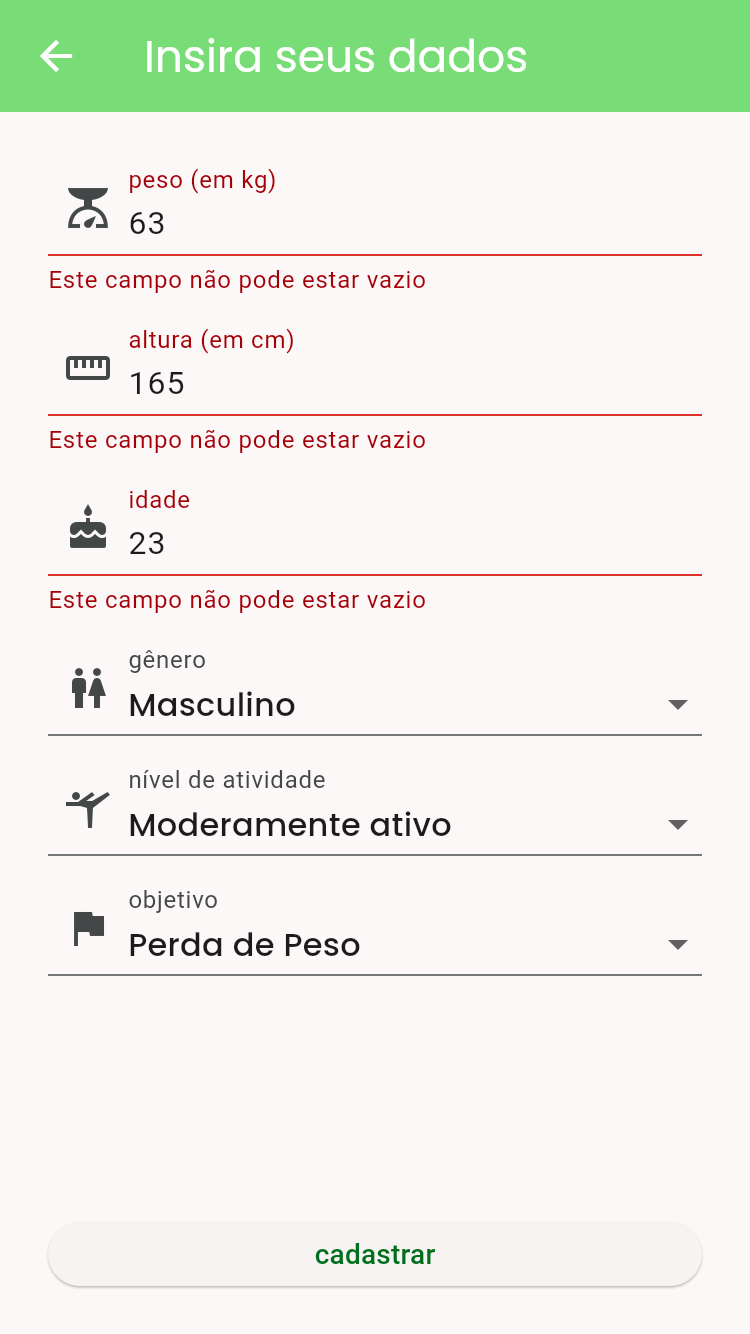 Insira seus dados
peso (em kg)
63
Este campo não pode estar vazio
altura (em cm)
165
Este campo não pode estar vazio
idade
23
Este campo não pode estar vazio
gênero
Masculino
nível de atividade
Moderamente ativo
objetivo
Perda de Peso
cadastrar